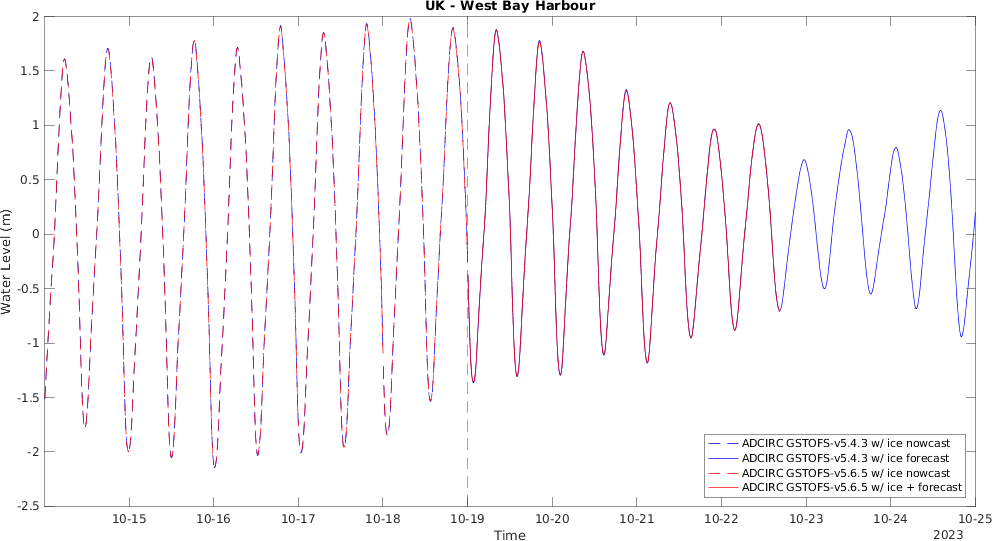 UK - West Bay Harbour
Water Level (m)
2
1.5
1
0.5
0
-0.5
-1
-1.5
-2
-2.5
ADCIRC GSTOFS-v5.4.3 w/ ice nowcast
ADCIRC GSTOFS-v5.4.3 w/ ice forecast
ADCIRC GSTOFS-v5.6.5 w/ ice nowcast
ADCIRC GSTOFS-v5.6.5 w/ ice + forecast
10-15 10-16 10-17 10-18 10-19 10-20 10-21 10-22 10-23 10-24 10-25
Time
2023